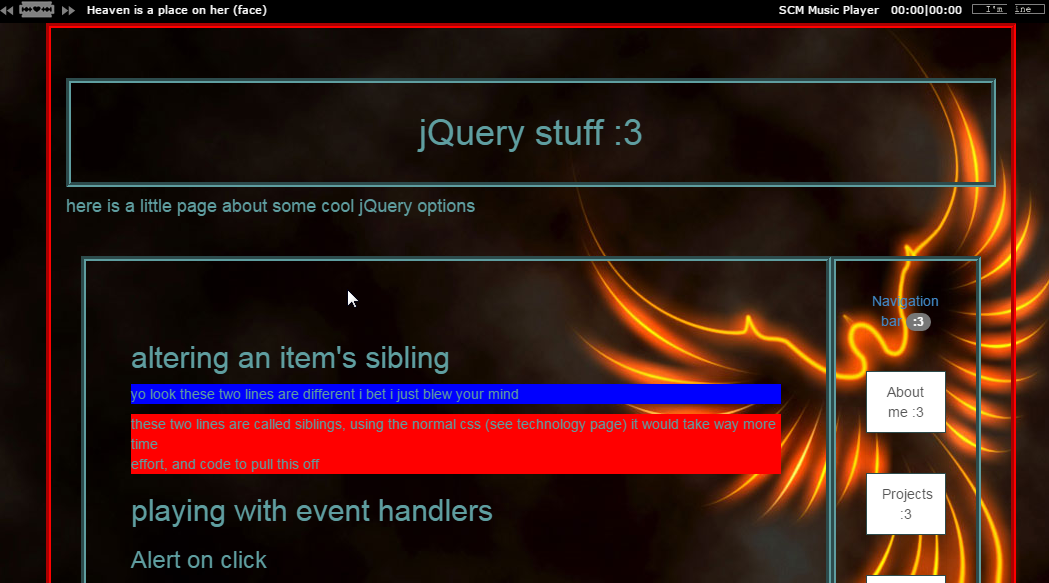 Heaven is a place on her (face)
SCM Music Player 00:00|00:00 I'm ine
jQuery stuff :3
here is a little page about some cool jQuery options
Navigation
bar :3
altering an item's sibling
yo look these two lines are different i bet i just blew your mind
these two lines are called siblings, using the normal css (see technology page) it would take way more
time
effort, and code to pull this off
About
me :3
Projects
:3
playing with event handlers
Alert on click